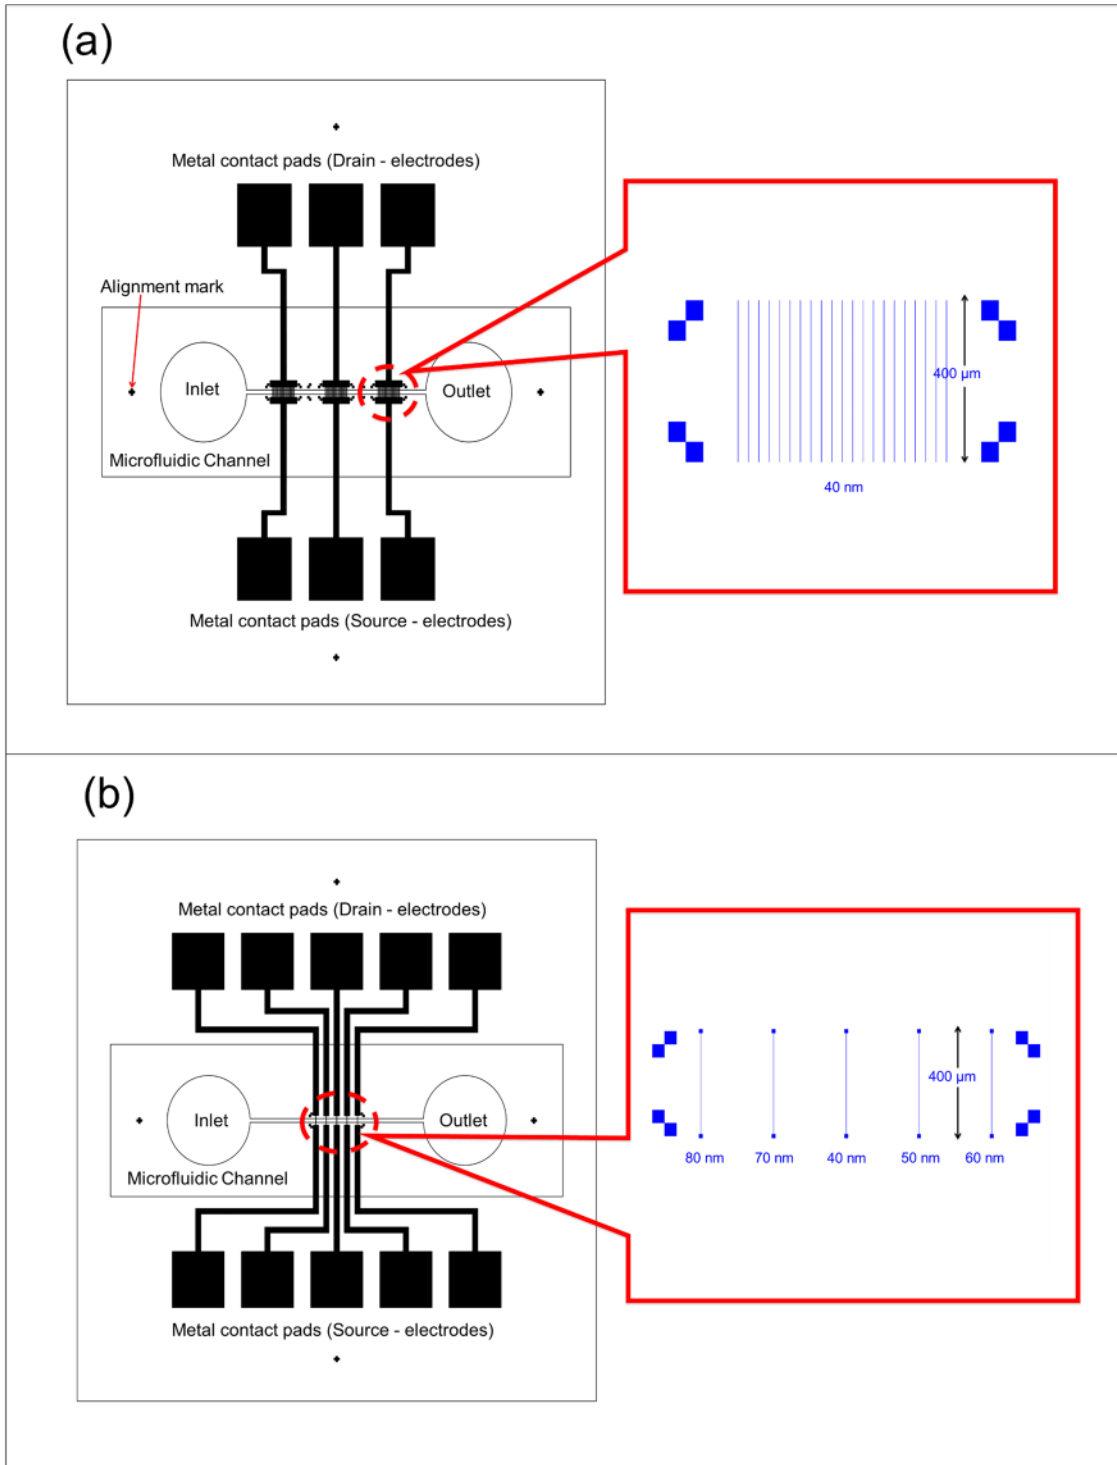 (a)
Metal contact pads (Drain - electrodes)
Alignment mark
Inlet
Outlet
Microfluidic Channel
Metal contact pads (Source - electrodes)
400 μm
40 nm
(b)
Metal contact pads (Drain - electrodes)
Inlet
Outlet
Microfluidic Channel
Metal contact pads (Source - electrodes)
400 μm
80 nm 70 nm 40 nm 50 nm 60 nm